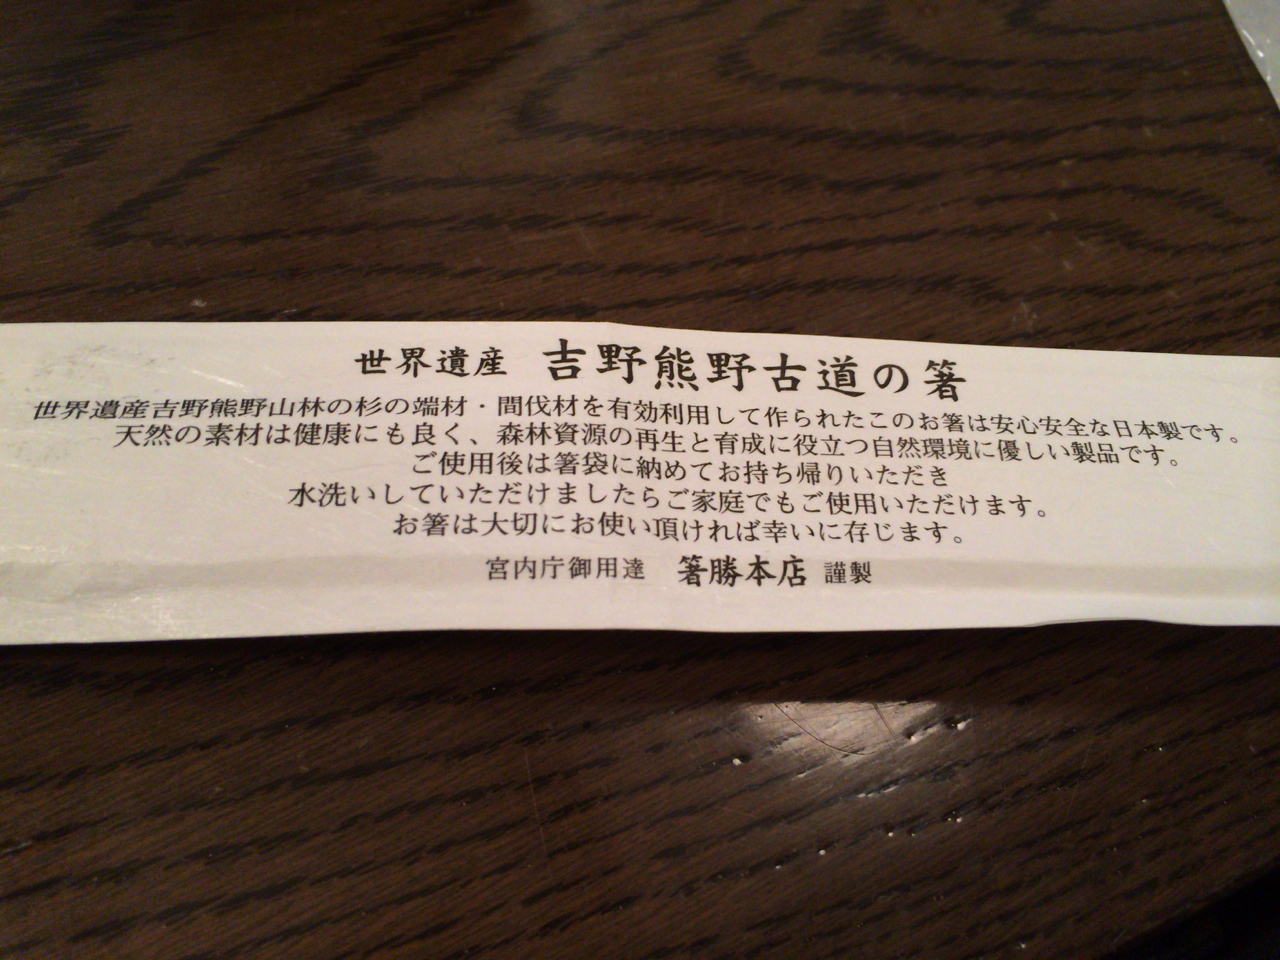 世界遺産 吉野熊野古道の箸
世界遺産吉野熊野山林の杉の端材・間伐材を有効利用して作られたこのお箸は安心安全な日本製です。
天然の素材は健康にも良く、森林資源の再生と育成に役立つ自然環境に優しい製品です。
ご使用後は箸袋に納めてお持ち帰りいただき
水洗いしていただけましたらご家庭でもご使用いただけます。
お箸は大切にお使い頂ければ幸いに存じます。
宮内庁御用達 箸勝本店 謹製